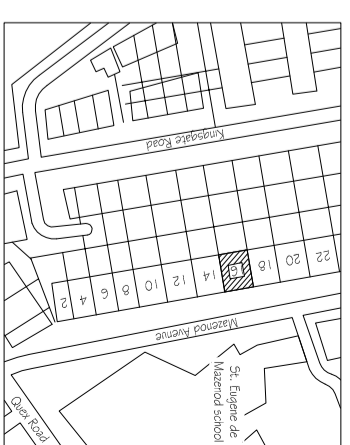 Kingsgate Road
2
4
6
8
10
12
14
16
18
20
22
Mazenod Avenue
St. Eugene de
Mazenod school
Quex Road